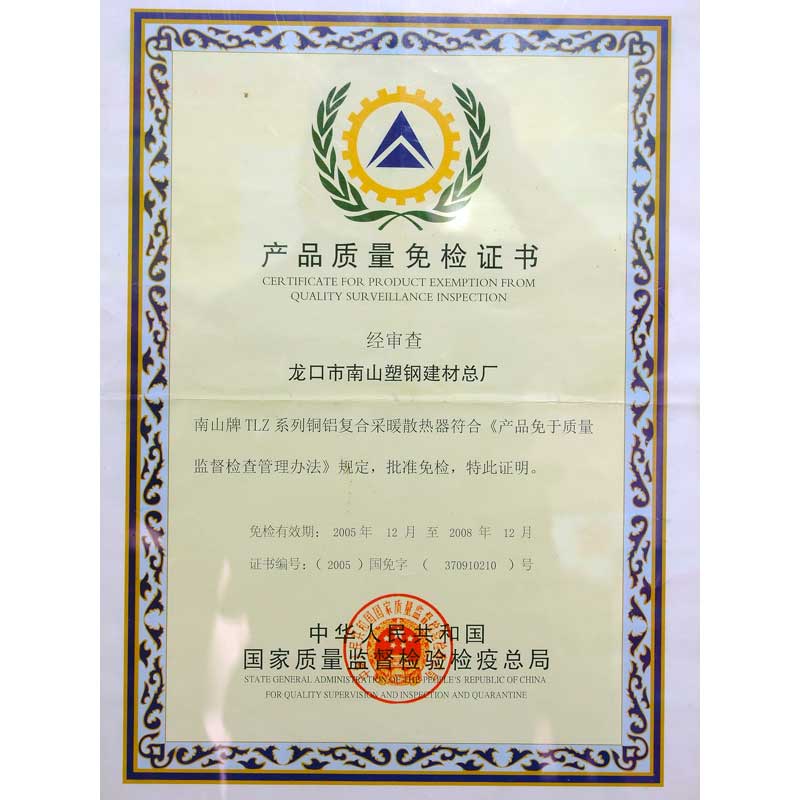 产品质量免检证书
CERTIFICATE FOR PRODUCT EXEMPTION FROM
QUALITY SURVEILLANCE INSPECTION
经审查
龙口市南山塑钢建材总厂
南山牌 TLZ 系列铜铝复合采暖散热器符合《产品免于质量
监督检查管理办法》规定，批准免检，特此证明。
免检有效期： 2005 年 12 月 至 2008 年 12 月
证书编号：（ 2005 ）国免字 （ 370910210 ）号
中华人民共和国
国家质量监督检验检疫总局
STATE GENERAL ADMINISTRATION OF THE PEOPLE'S REPUBLIC OF CHINA
FOR QUALITY SUPERVISION AND INSPECTION AND QUARANTINE